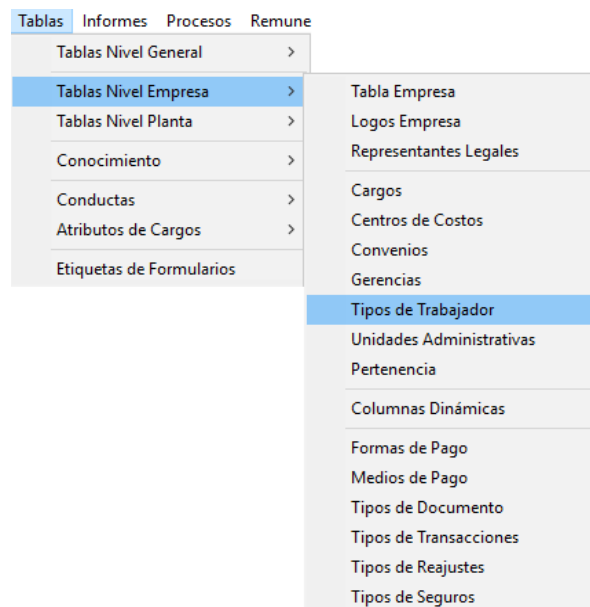 Tablas Informes Procesos Remune
Tablas Nivel General
Tablas Nivel Empresa
Tablas Nivel Planta
Conocimiento
Conductas
Atributos de Cargos
Etiquetas de Formularios
Tabla Empresa
Logos Empresa
Representantes Legales
Cargos
Centros de Costos
Convenios
Gerencias
Tipos de Trabajador
Unidades Administrativas
Pertenencia
Columnas Dinámicas
Formas de Pago
Medios de Pago
Tipos de Documento
Tipos de Transacciones
Tipos de Reajustes
Tipos de Seguros